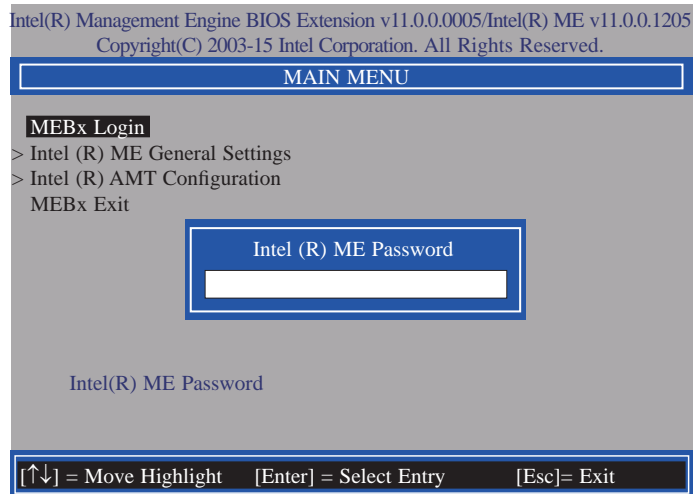 Intel(R) Management Engine BIOS Extension v11.0.0.0005/Intel(R) ME v11.0.0.1205
Copyright(C) 2003-15 Intel Corporation. All Rights Reserved.
MAIN MENU
MEBx Login
> Intel (R) ME General Settings
> Intel (R) AMT Configuration
MEBx Exit
Intel (R) ME Password
Intel(R) ME Password
[↑↓] = Move Highlight [Enter] = Select Entry [Esc]= Exit